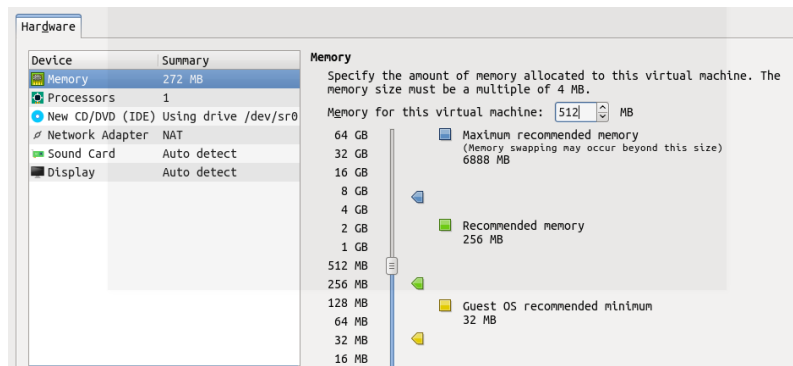 Hardware
Device Summary
Memory 272 MB
Processors 1
New CD/DVD (IDE) Using drive /dev/sr0
Network Adapter NAT
Sound Card Auto detect
Display Auto detect
Memory
Specify the amount of memory allocated to this virtual machine. The
memory size must be a multiple of 4 MB.
Memory for this virtual machine: 512 MB
64 GB
32 GB
16 GB
8 GB
4 GB
2 GB
1 GB
512 MB
256 MB
128 MB
64 MB
32 MB
16 MB
Maximum recommended memory
(Memory swapping may occur beyond this size)
6888 MB
Recommended memory
256 MB
Guest OS recommended minimum
32 MB